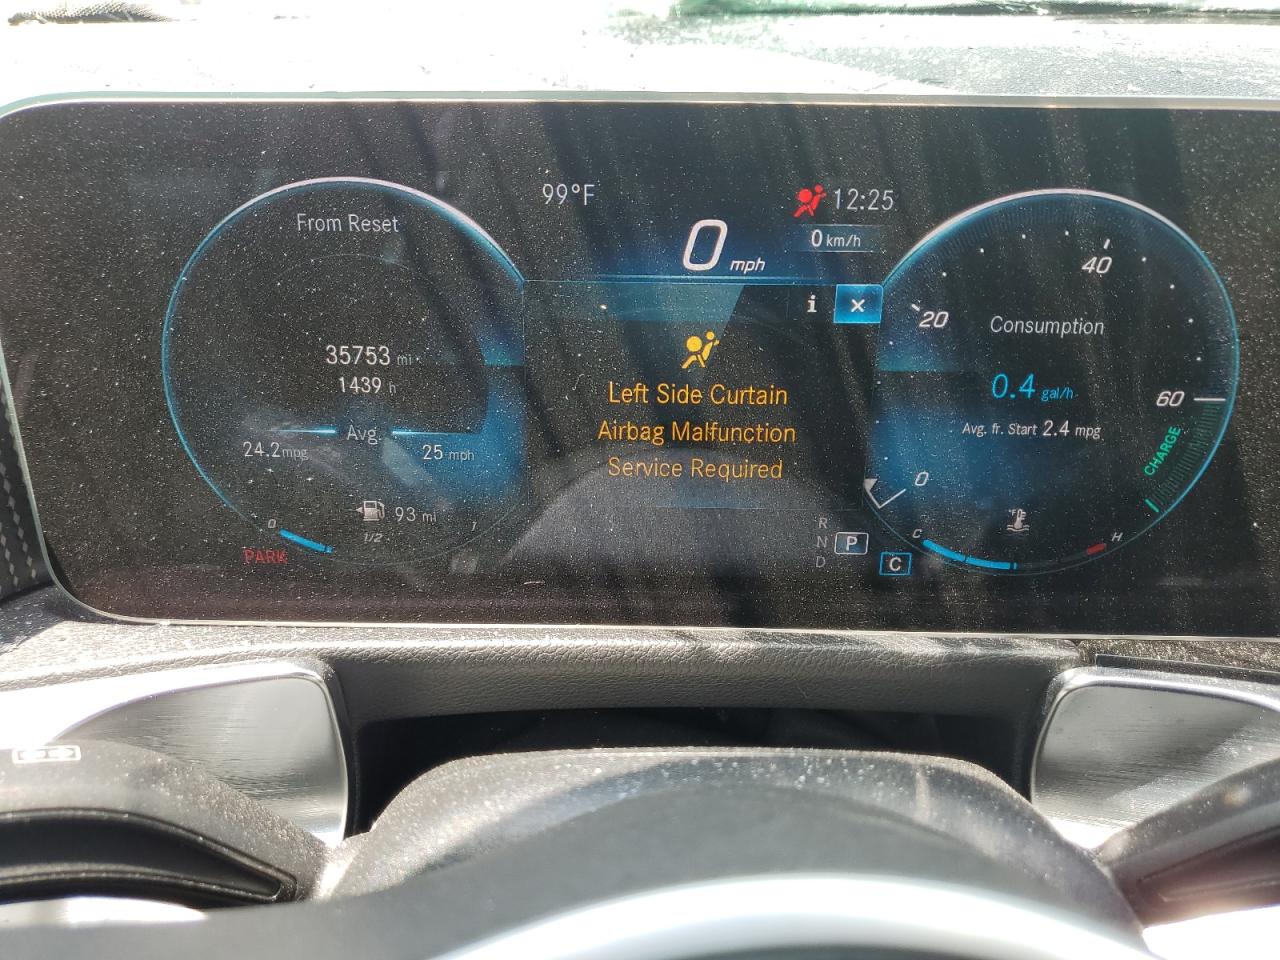 From Reset
35753 mi
1439 h
Avg.
24.2 mpg
25 mph
93 mi
0
1/2
1
PARK
99°F
12:25
0 mph
0 km/h
i
×
Left Side Curtain
Airbag Malfunction
Service Required
R
N
P
D
C
20
40
60
0
Consumption
0.4 gal/h
Avg. fr. Start 2.4 mpg
CHARGE
°F
C
H